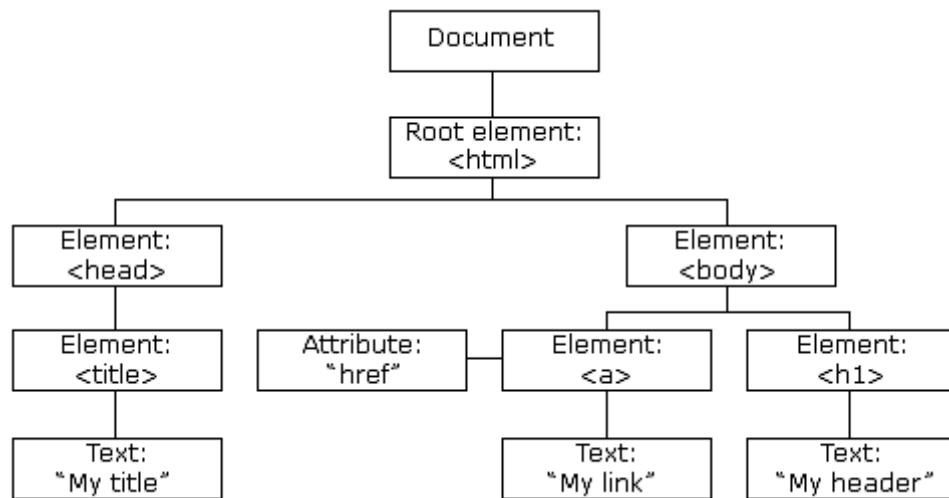 Document
Root element:
<html>
Element:
<head>
Element:
<body>
Element:
<title>
Attribute:
“href”
Element:
<a>
Element:
<h1>
Text:
“My title”
Text:
“My link”
Text:
“My header”